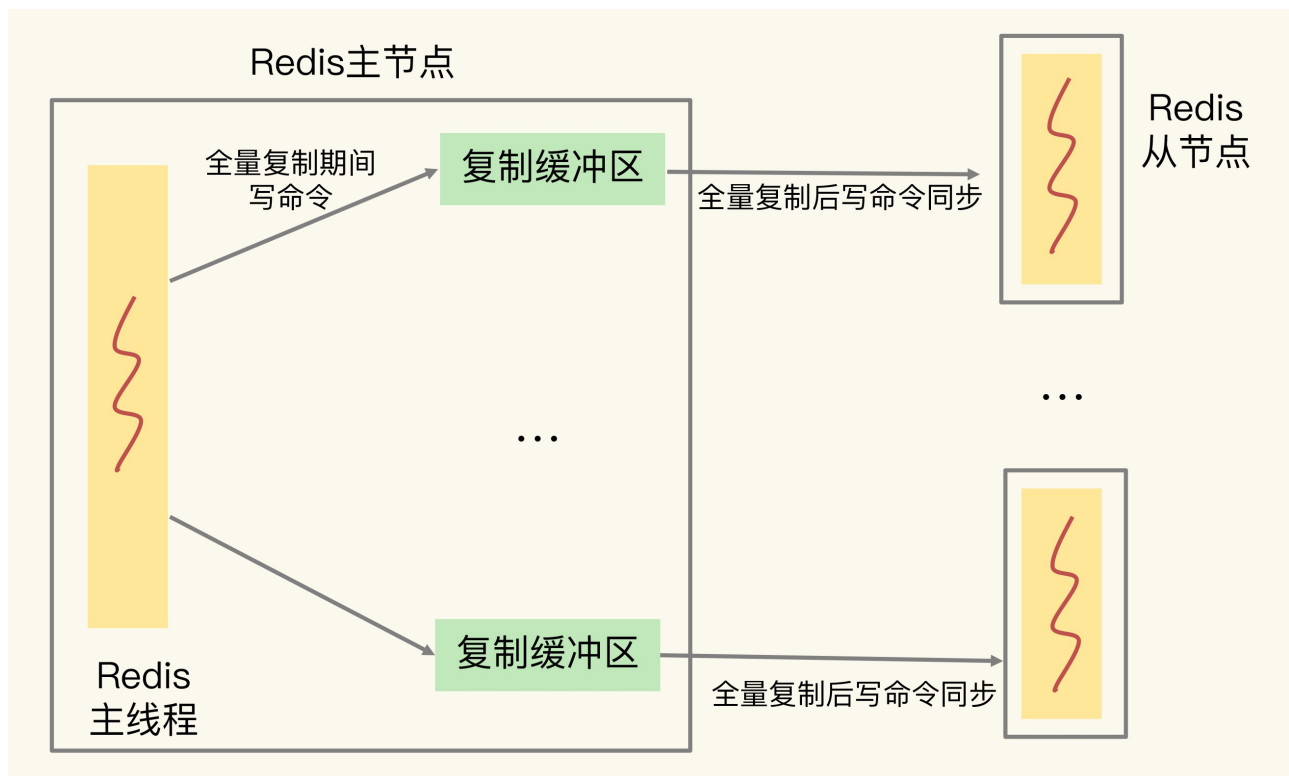 Redis主节点
Redis
从节点
全量复制期间
写命令
复制缓冲区
全量复制后写命令同步
...
...
复制缓冲区
全量复制后写命令同步
Redis
主线程